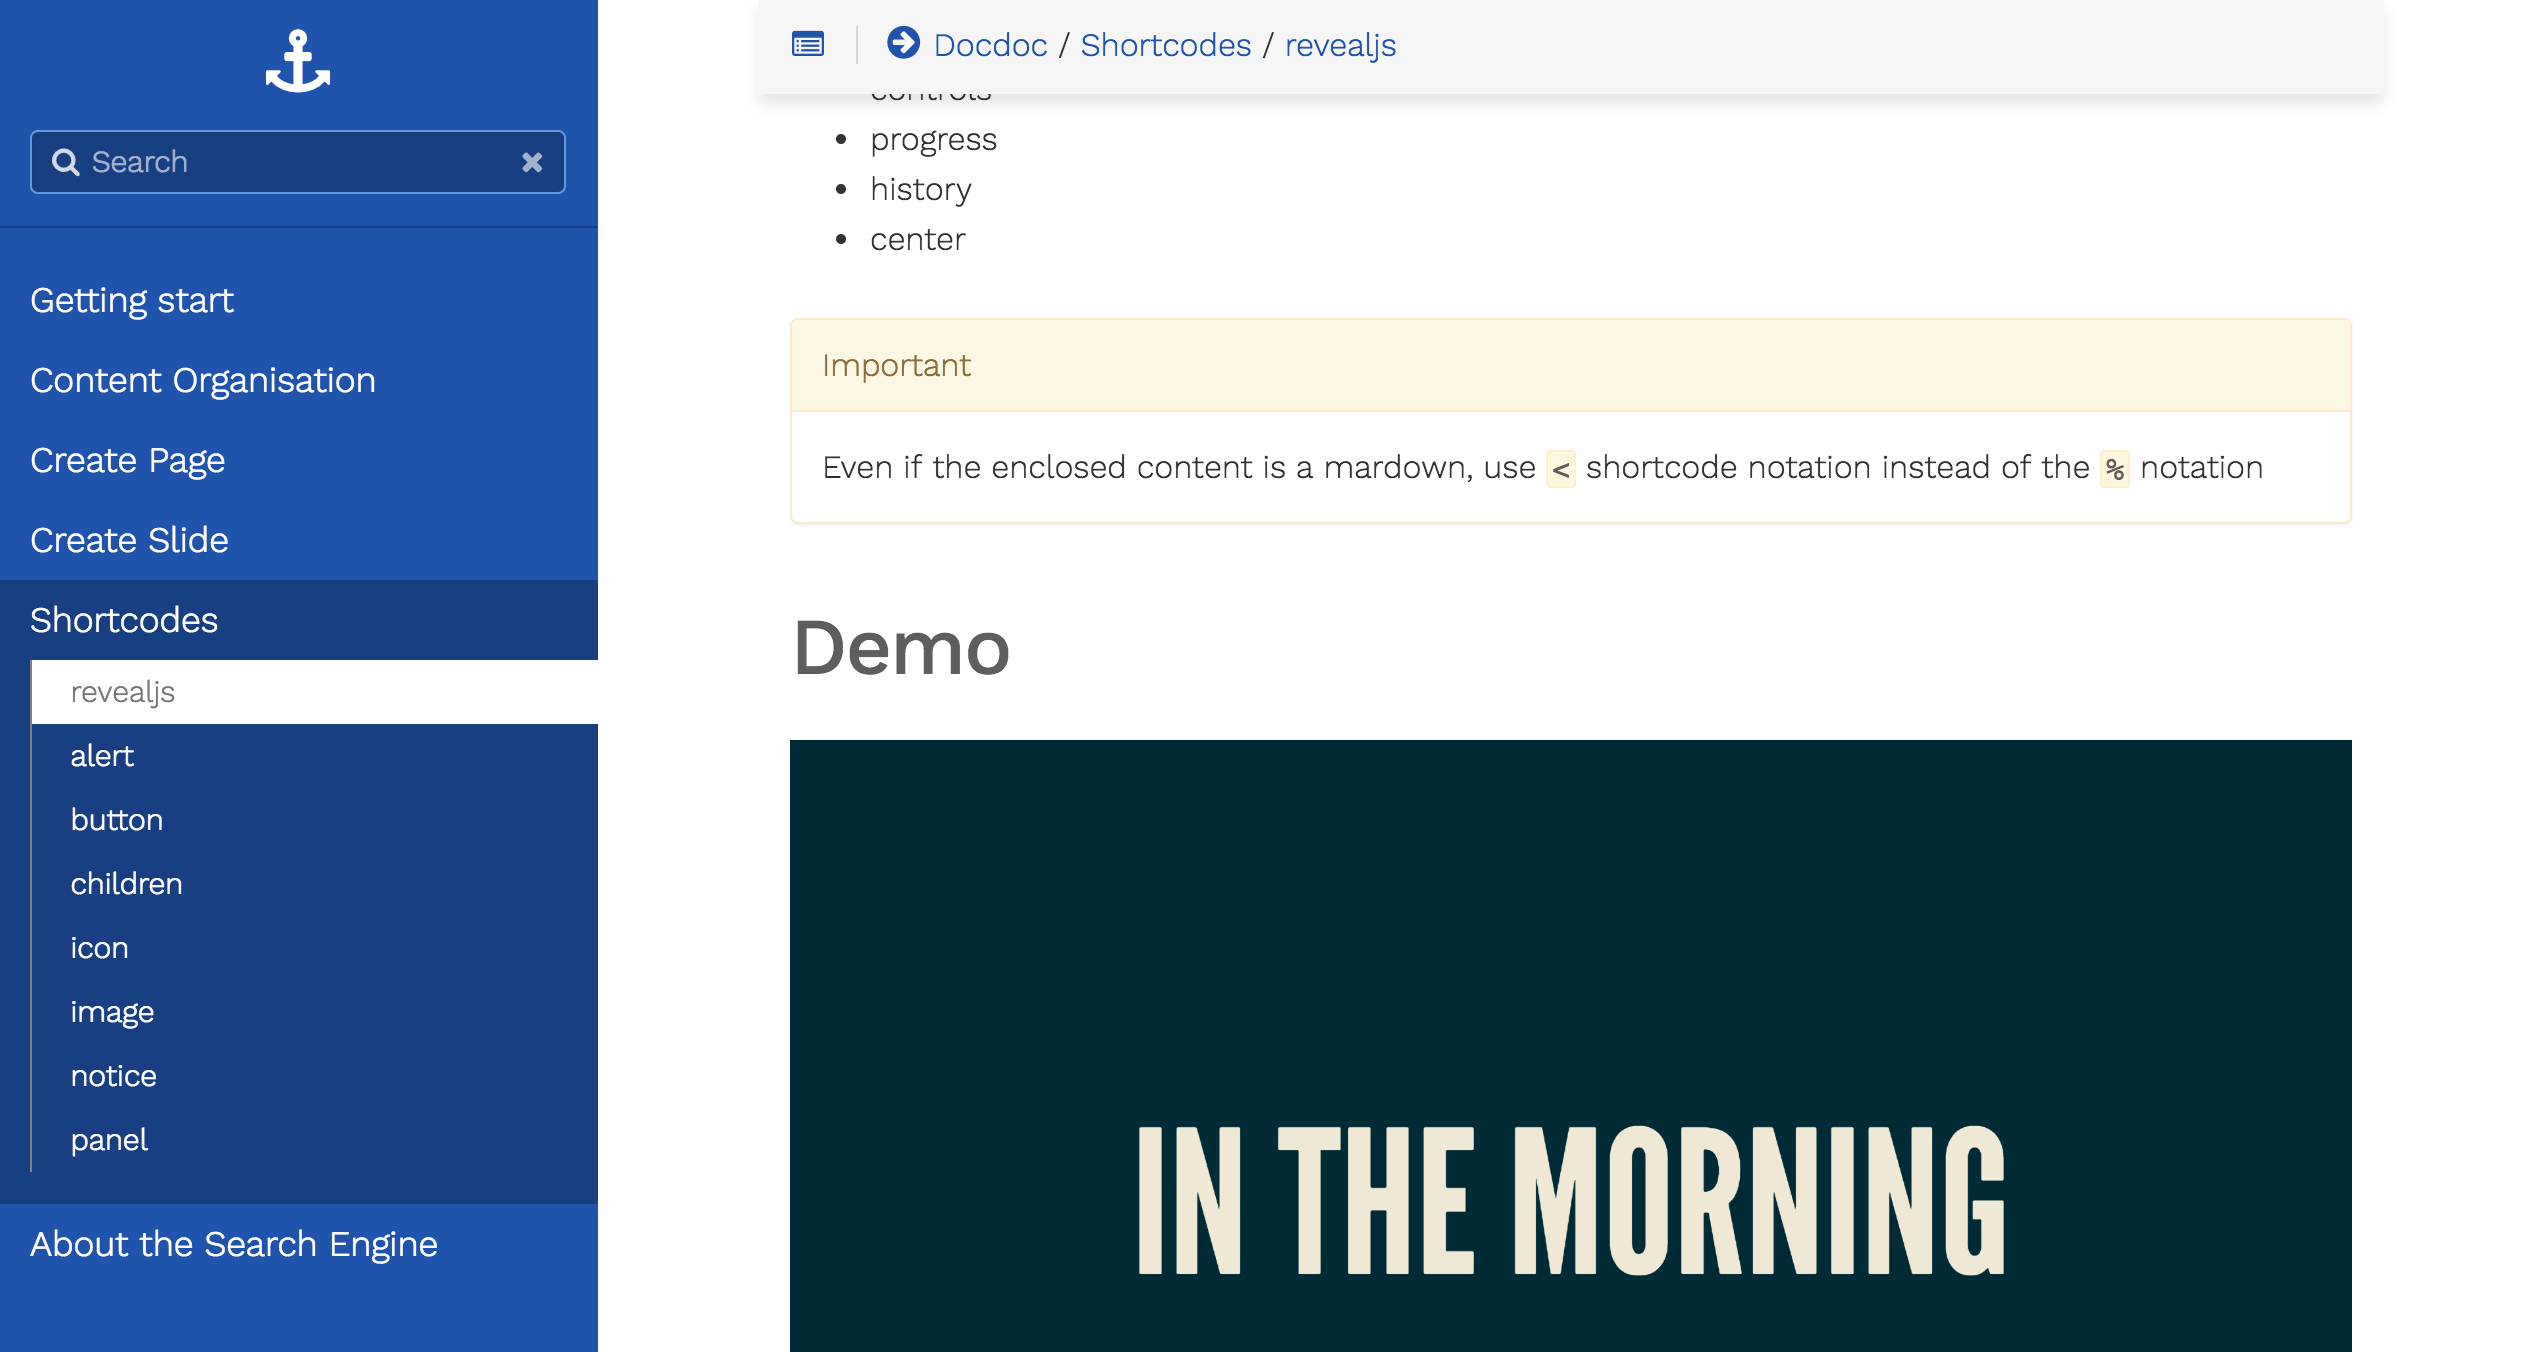 Search
Getting start
Content Organisation
Create Page
Create Slide
Shortcodes
revealjs
alert
button
children
icon
image
notice
panel
About the Search Engine
Docdoc / Shortcodes / revealjs
controls
progress
history
center
Important
Even if the enclosed content is a mardown, use < shortcode notation instead of the % notation
Demo
IN THE MORNING